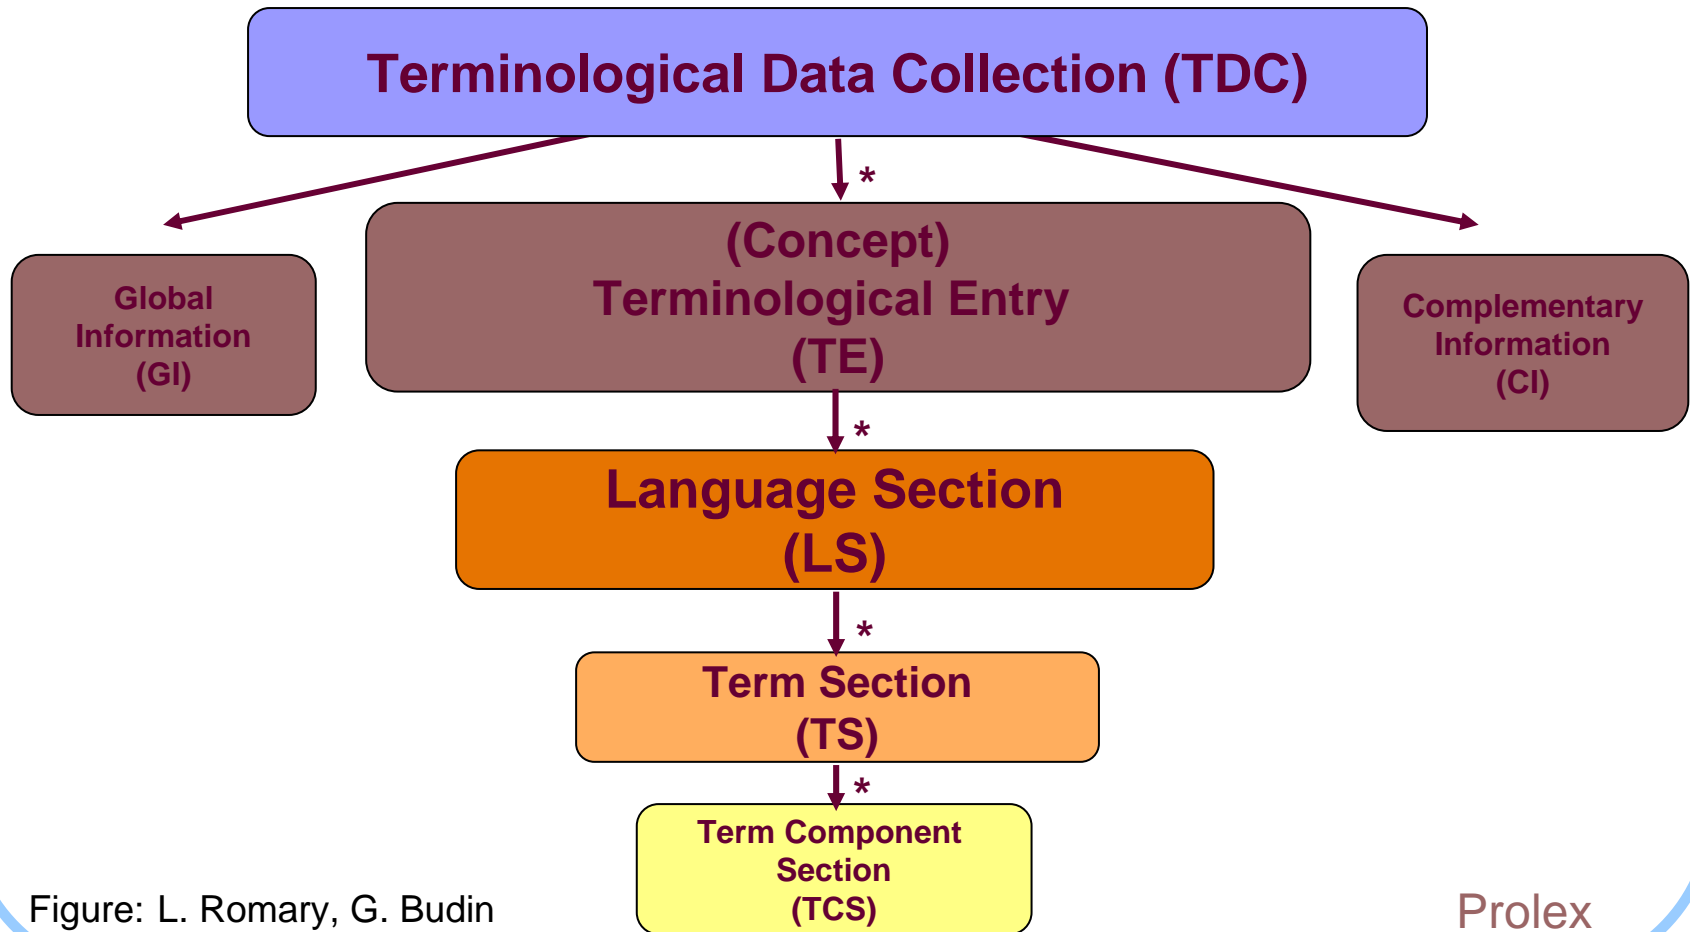 Terminological Data Collection (TDC)
*
(Concept)
Terminological Entry
(TE)
Global
Information
(GI)
Complementary
Information
(CI)
*
Language Section
(LS)
*
Term Section
(TS)
*
Term Component
Section
(TCS)
Figure: L. Romary, G. Budin
Prolex